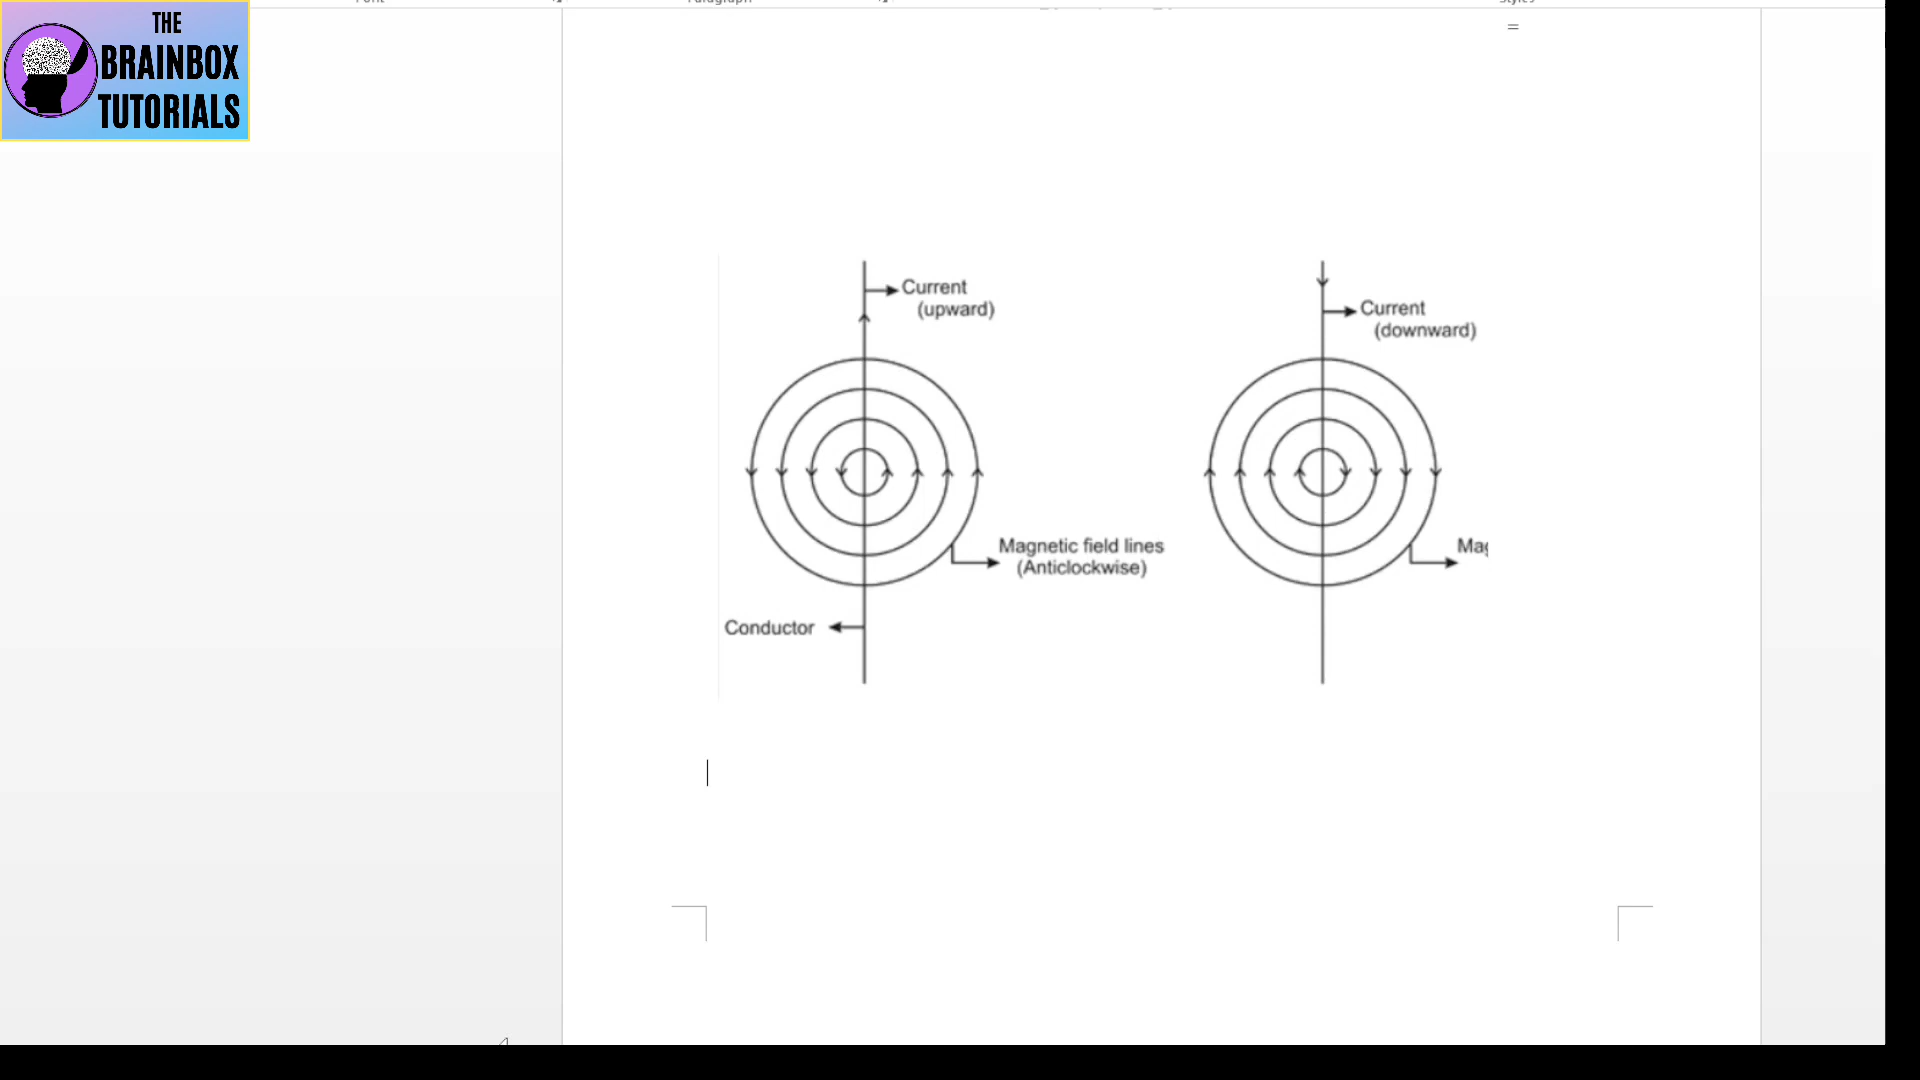 THE
BRAINBOX
TUTORIALS
Current
(upward)
Current
(downward)
Magnetic field lines
(Anticlockwise)
Conductor